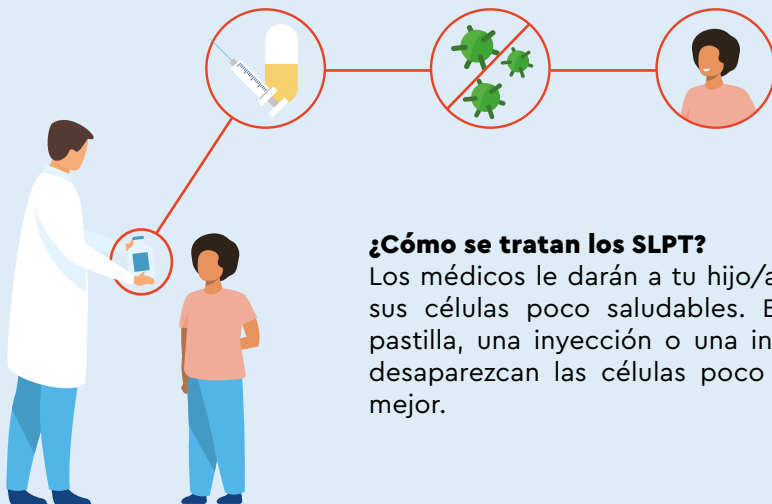 ¿Cómo se tratan los SLPT?
Los médicos le darán a tu hijo/a
sus células poco saludables.
pastilla, una inyección o una
desaparezcan las células poco
mejor.